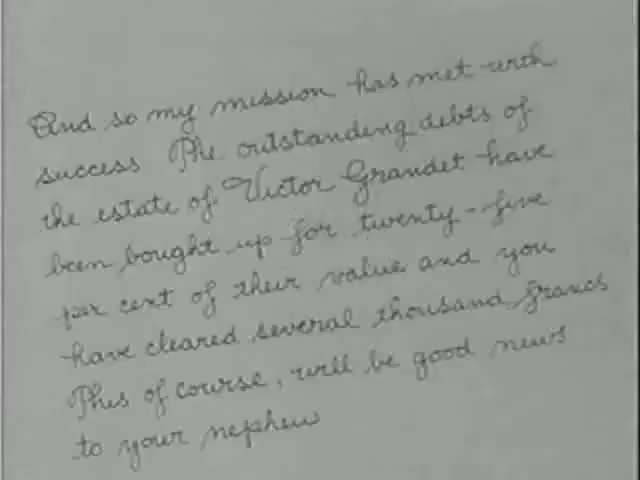 And so my mission has met with
success The outstanding debts of
the estate of Victor Grandet have
been bought up for twenty-five
per cent of their value and you
have cleared several thousand francs
This of course, will be good news
to your nephew